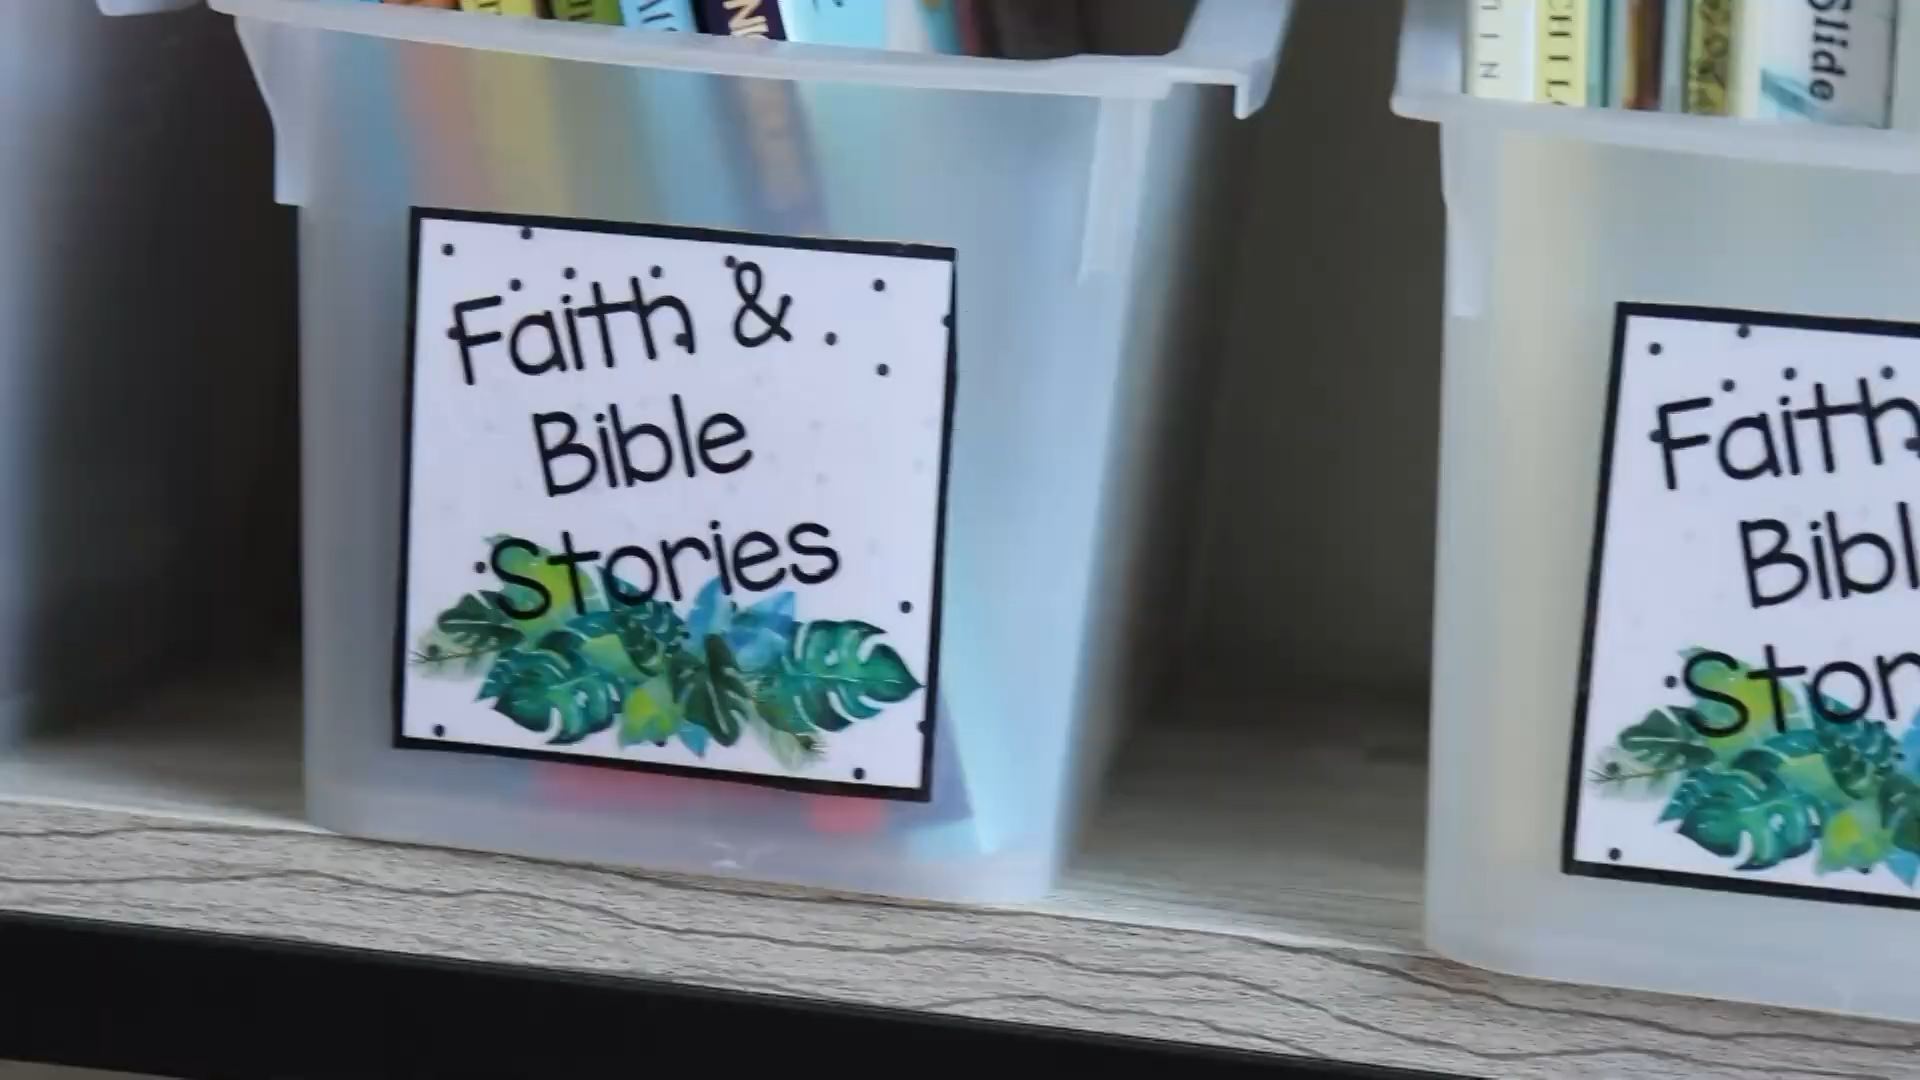 Slide
Faith &
Bible
Stories
Faith
Bibl
Stor